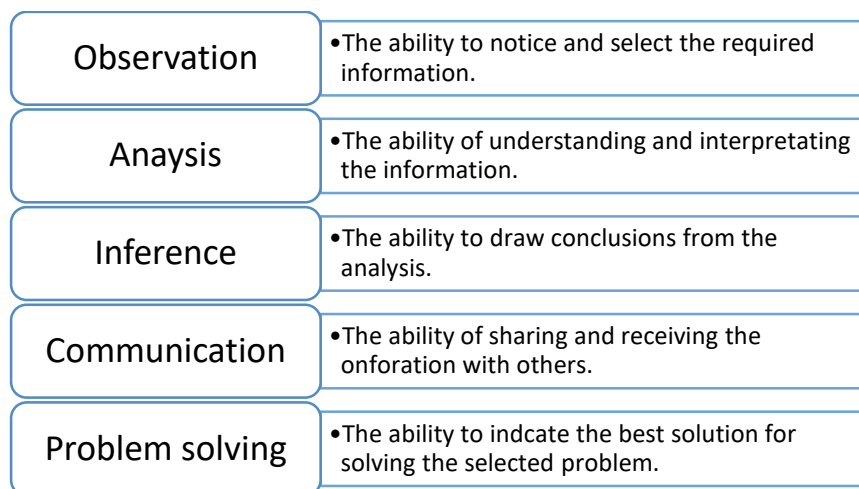 Observation
•The ability to notice and select the required
information.
Anaysis
•The ability of understanding and interpretating
the information.
Inference
•The ability to draw conclusions from the
analysis.
Communication
•The ability of sharing and receiving the
onforation with others.
Problem solving
•The ability to indcate the best solution for
solving the selected problem.